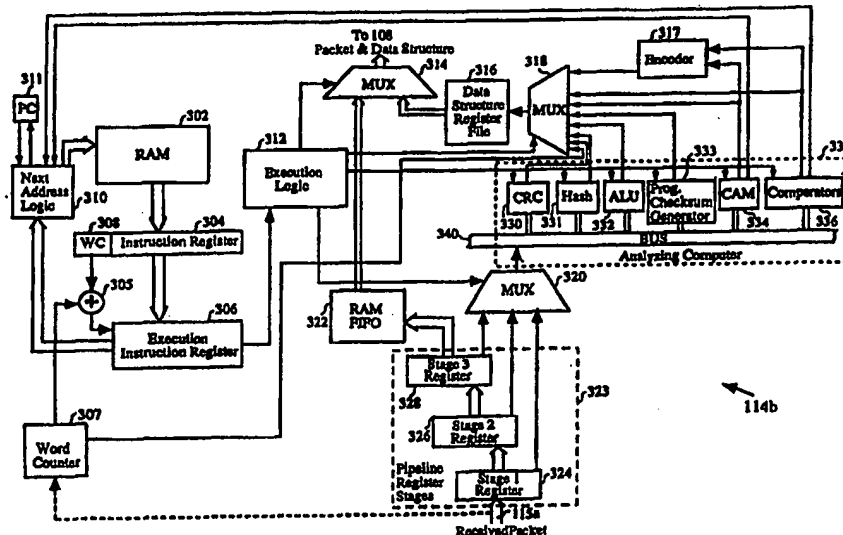 To 108
Packet & Data Structure
314
MUX
316
Data
Structure
Register
File
318
MUX
317
Encoder
311
PC
302
RAM
312
Execution
Logic
Next
Address
Logic
310
308
304
WC
Instruction Register
305
+
306
Execution
Instruction Register
307
Word
Counter
333
CRC
Hash
ALU
Prog.
Checksum
Generator
CAM
Comparators
330
331
332
334
336
340
BUS
Analyzing Computer
320
MUX
322
RAM
FIFO
Stage 3
Register
328
323
Stage 2
Register
326
Pipeline
Register
Stages
Stage 1
Register
324
114b
115a
Received Packet